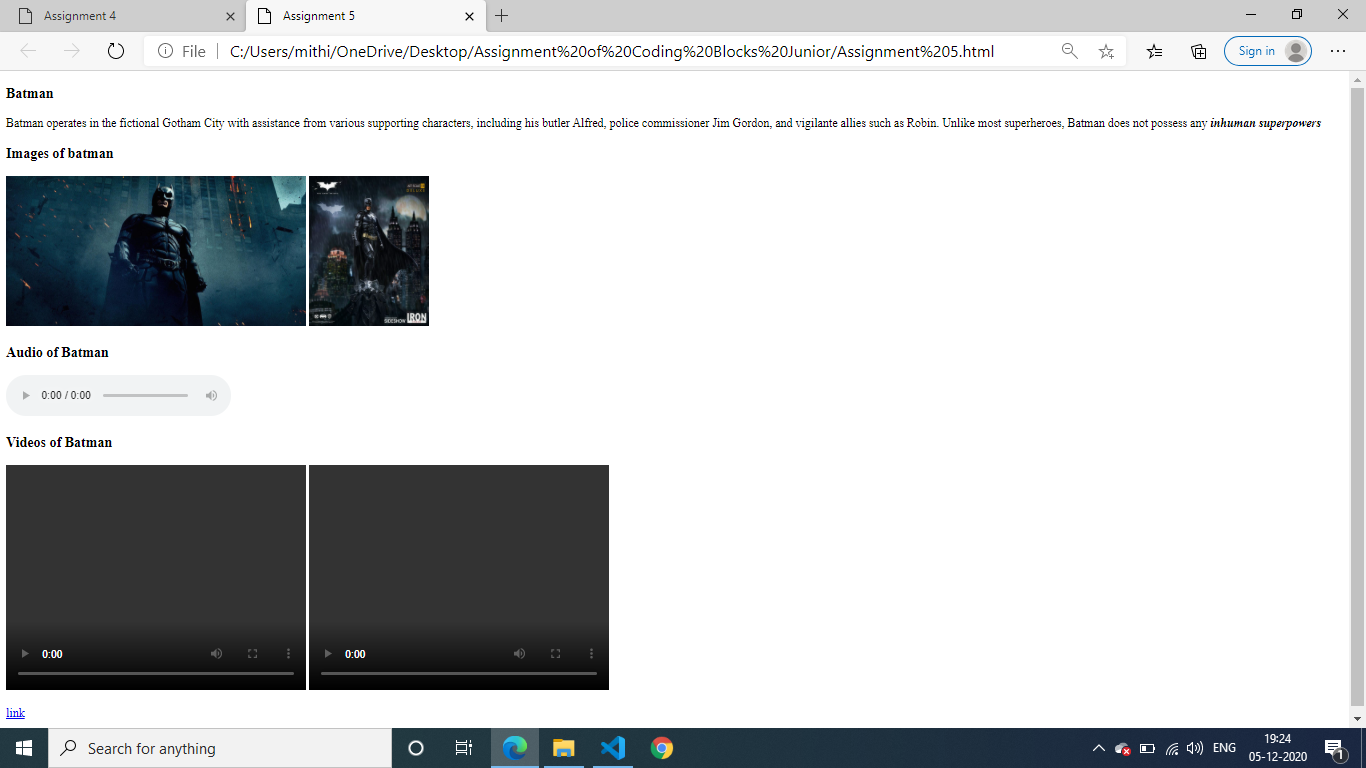 Assignment 4
Assignment 5
File
C:/Users/mithi/OneDrive/Desktop/Assignment%20of%20Coding%20Blocks%20Junior/Assignment%205.html
Sign in
Batman
Batman operates in the fictional Gotham City with assistance from various supporting characters, including his butler Alfred, police commissioner Jim Gordon, and vigilante allies such as Robin. Unlike most superheroes, Batman does not possess any inhuman superpowers
Images of batman
SIDESHOW IRON
Audio of Batman
0:00 / 0:00
Videos of Batman
0:00
0:00
link
Search for anything
ENG
19:24
05-12-2020
1